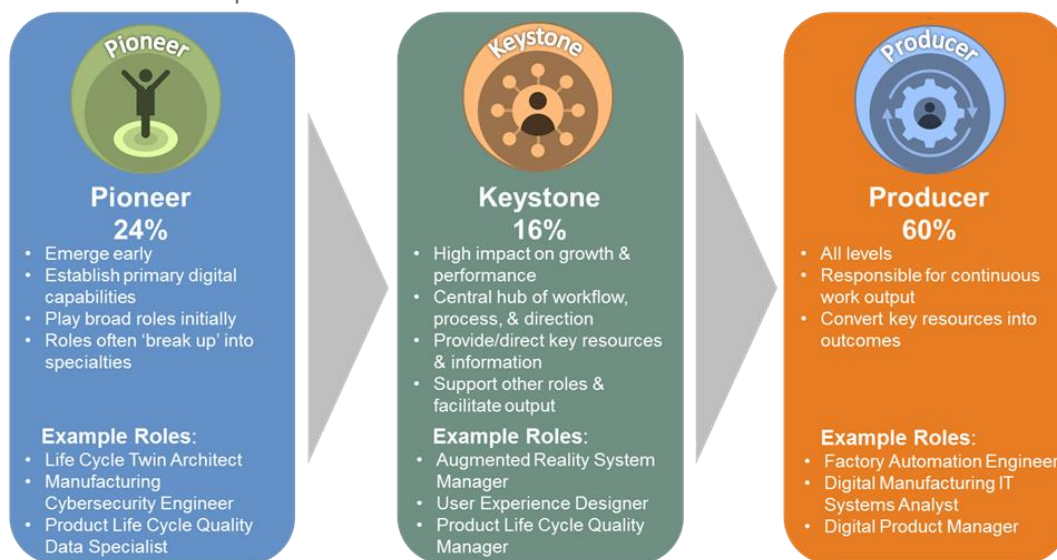 Pioneer
Pioneer
24%
• Emerge early
• Establish primary digital
capabilities
• Play broad roles initially
• Roles often ‘break up’ into
specialties
Example Roles:
• Life Cycle Twin Architect
• Manufacturing
Cybersecurity Engineer
• Product Life Cycle Quality
Data Specialist
Keystone
Keystone
16%
• High impact on growth &
performance
• Central hub of workflow,
process, & direction
• Provide/direct key resources
& information
• Support other roles &
facilitate output
Example Roles:
• Augmented Reality System
Manager
• User Experience Designer
• Product Life Cycle Quality
Manager
Producer
Producer
60%
• All levels
• Responsible for continuous
work output
• Convert key resources into
outcomes
Example Roles:
• Factory Automation Engineer
• Digital Manufacturing IT
Systems Analyst
• Digital Product Manager